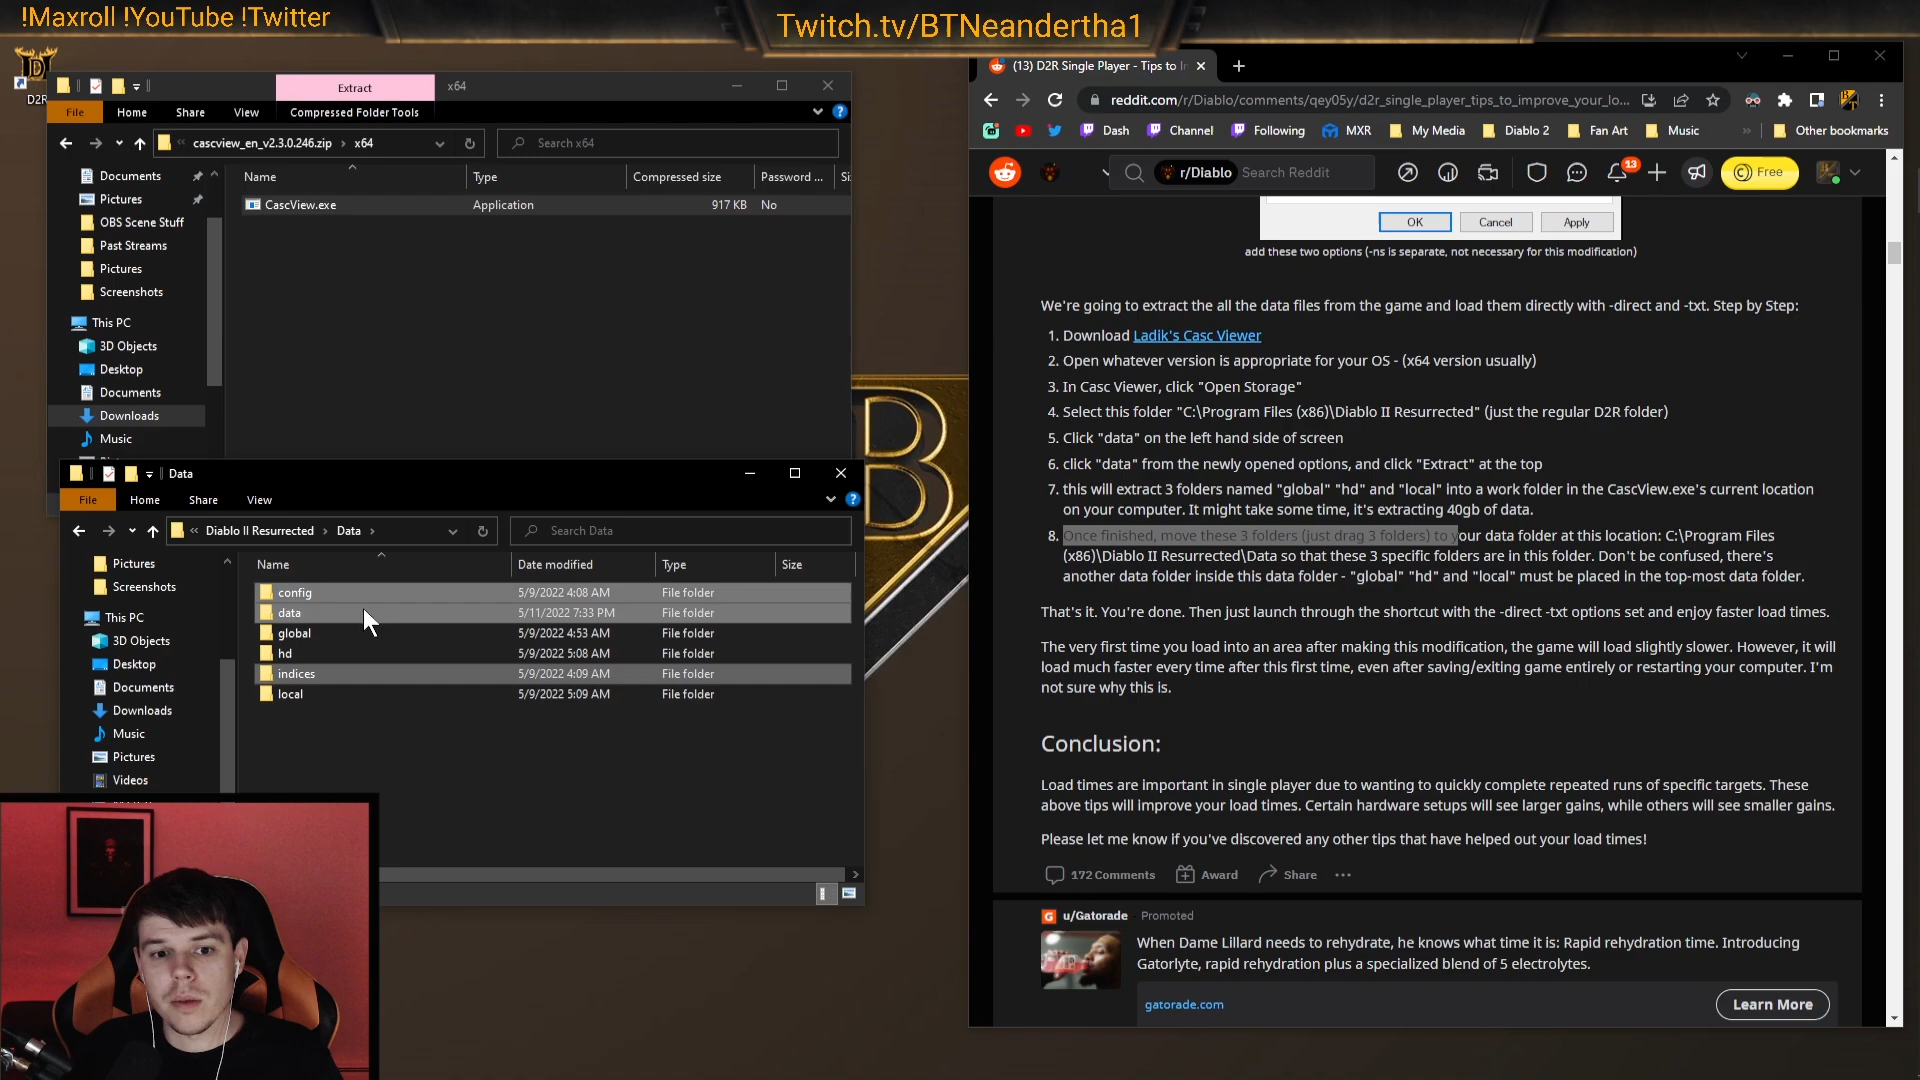 !Maxroll !YouTube !Twitter
Twitch.tv/BTNeandertha1
D2R
Extract
x64
File
Home
Share
View
Compressed Folder Tools
cascview_en_v2.3.0.246.zip
x64
Search x64
Documents
Pictures
OBS Scene Stuff
Past Streams
Pictures
Screenshots
This PC
3D Objects
Desktop
Documents
Downloads
Music
Name
Type
Compressed size
Password ...
Si
CascView.exe
Application
917 KB
No
Data
File
Home
Share
View
Diablo II Resurrected
Data
Search Data
Pictures
Screenshots
This PC
3D Objects
Desktop
Documents
Downloads
Music
Pictures
Videos
Name
Date modified
Type
Size
config 5/9/2022 4:08 AM File folder
data 5/11/2022 7:33 PM File folder
global 5/9/2022 4:53 AM File folder
hd 5/9/2022 5:08 AM File folder
indices 5/9/2022 4:09 AM File folder
local 5/9/2022 5:09 AM File folder
(13) D2R Single Player - Tips to I
reddit.com/r/Diablo/comments/qey05y/d2r_single_player_tips_to_improve_your_lo...
Dash
Channel
Following
MXR
My Media
Diablo 2
Fan Art
Music
Other bookmarks
r/Diablo
Search Reddit
13
Free
OK
Cancel
Apply
add these two options (-ns is separate, not necessary for this modification)
We're going to extract the all the data files from the game and load them directly with -direct and -txt. Step by Step:
1. Download Ladik's Casc Viewer
2. Open whatever version is appropriate for your OS - (x64 version usually)
3. In Casc Viewer, click "Open Storage"
4. Select this folder "C:\Program Files (x86)\Diablo II Resurrected" (just the regular D2R folder)
5. Click "data" on the left hand side of screen
6. click "data" from the newly opened options, and click "Extract" at the top
7. this will extract 3 folders named "global" "hd" and "local" into a work folder in the CascView.exe's current location
on your computer. It might take some time, it's extracting 40gb of data.
8. Once finished, move these 3 folders (just drag 3 folders) to your data folder at this location: C:\Program Files
(x86)\Diablo II Resurrected\Data so that these 3 specific folders are in this folder. Don't be confused, there's
another data folder inside this data folder - "global" "hd" and "local" must be placed in the top-most data folder.
That's it. You're done. Then just launch through the shortcut with the -direct -txt options set and enjoy faster load times.
The very first time you load into an area after making this modification, the game will load slightly slower. However, it will
load much faster every time after this first time, even after saving/exiting game entirely or restarting your computer. I'm
not sure why this is.
Conclusion:
Load times are important in single player due to wanting to quickly complete repeated runs of specific targets. These
above tips will improve your load times. Certain hardware setups will see larger gains, while others will see smaller gains.
Please let me know if you've discovered any other tips that have helped out your load times!
172 Comments
Award
Share
u/Gatorade
Promoted
When Dame Lillard needs to rehydrate, he knows what time it is: Rapid rehydration time. Introducing
Gatorlyte, rapid rehydration plus a specialized blend of 5 electrolytes.
gatorade.com
Learn More